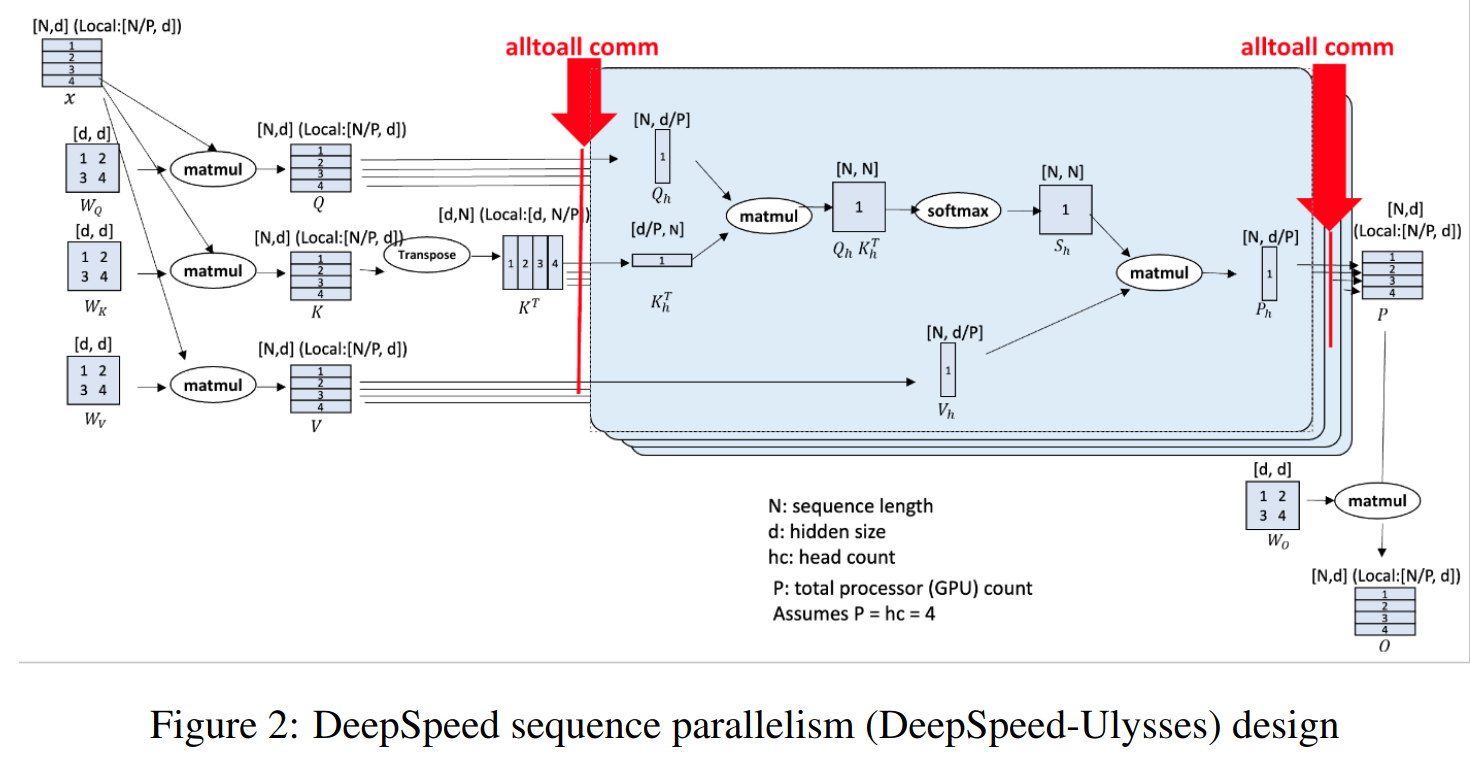 [N,d] (Local:[N/P, d])
1
2
3
4
x
alltoall comm
alltoall comm
[d, d]
1 2
3 4
W_Q
matmul
[N,d] (Local:[N/P, d])
1
2
3
4
Q
[N, d/P]
1
Q_h
[d, d]
1 2
3 4
W_K
matmul
[N,d] (Local:[N/P, d])
1
2
3
4
K
Transpose
[d,N] (Local:[d, N/P])
1 2 3 4
K^T
[d/P, N]
1
K_h^T
matmul
[N, N]
1
Q_h K_h^T
softmax
[N, N]
1
S_h
matmul
[N, d/P]
1
P_h
[N,d]
(Local:[N/P, d])
1
2
3
4
P
[d, d]
1 2
3 4
W_V
matmul
[N,d] (Local:[N/P, d])
1
2
3
4
V
[N, d/P]
1
V_h
[d, d]
1 2
3 4
W_O
matmul
[N,d] (Local:[N/P, d])
1
2
3
4
O
N: sequence length
d: hidden size
hc: head count
P: total processor (GPU) count
Assumes P = hc = 4
Figure 2: DeepSpeed sequence parallelism (DeepSpeed-Ulysses) design